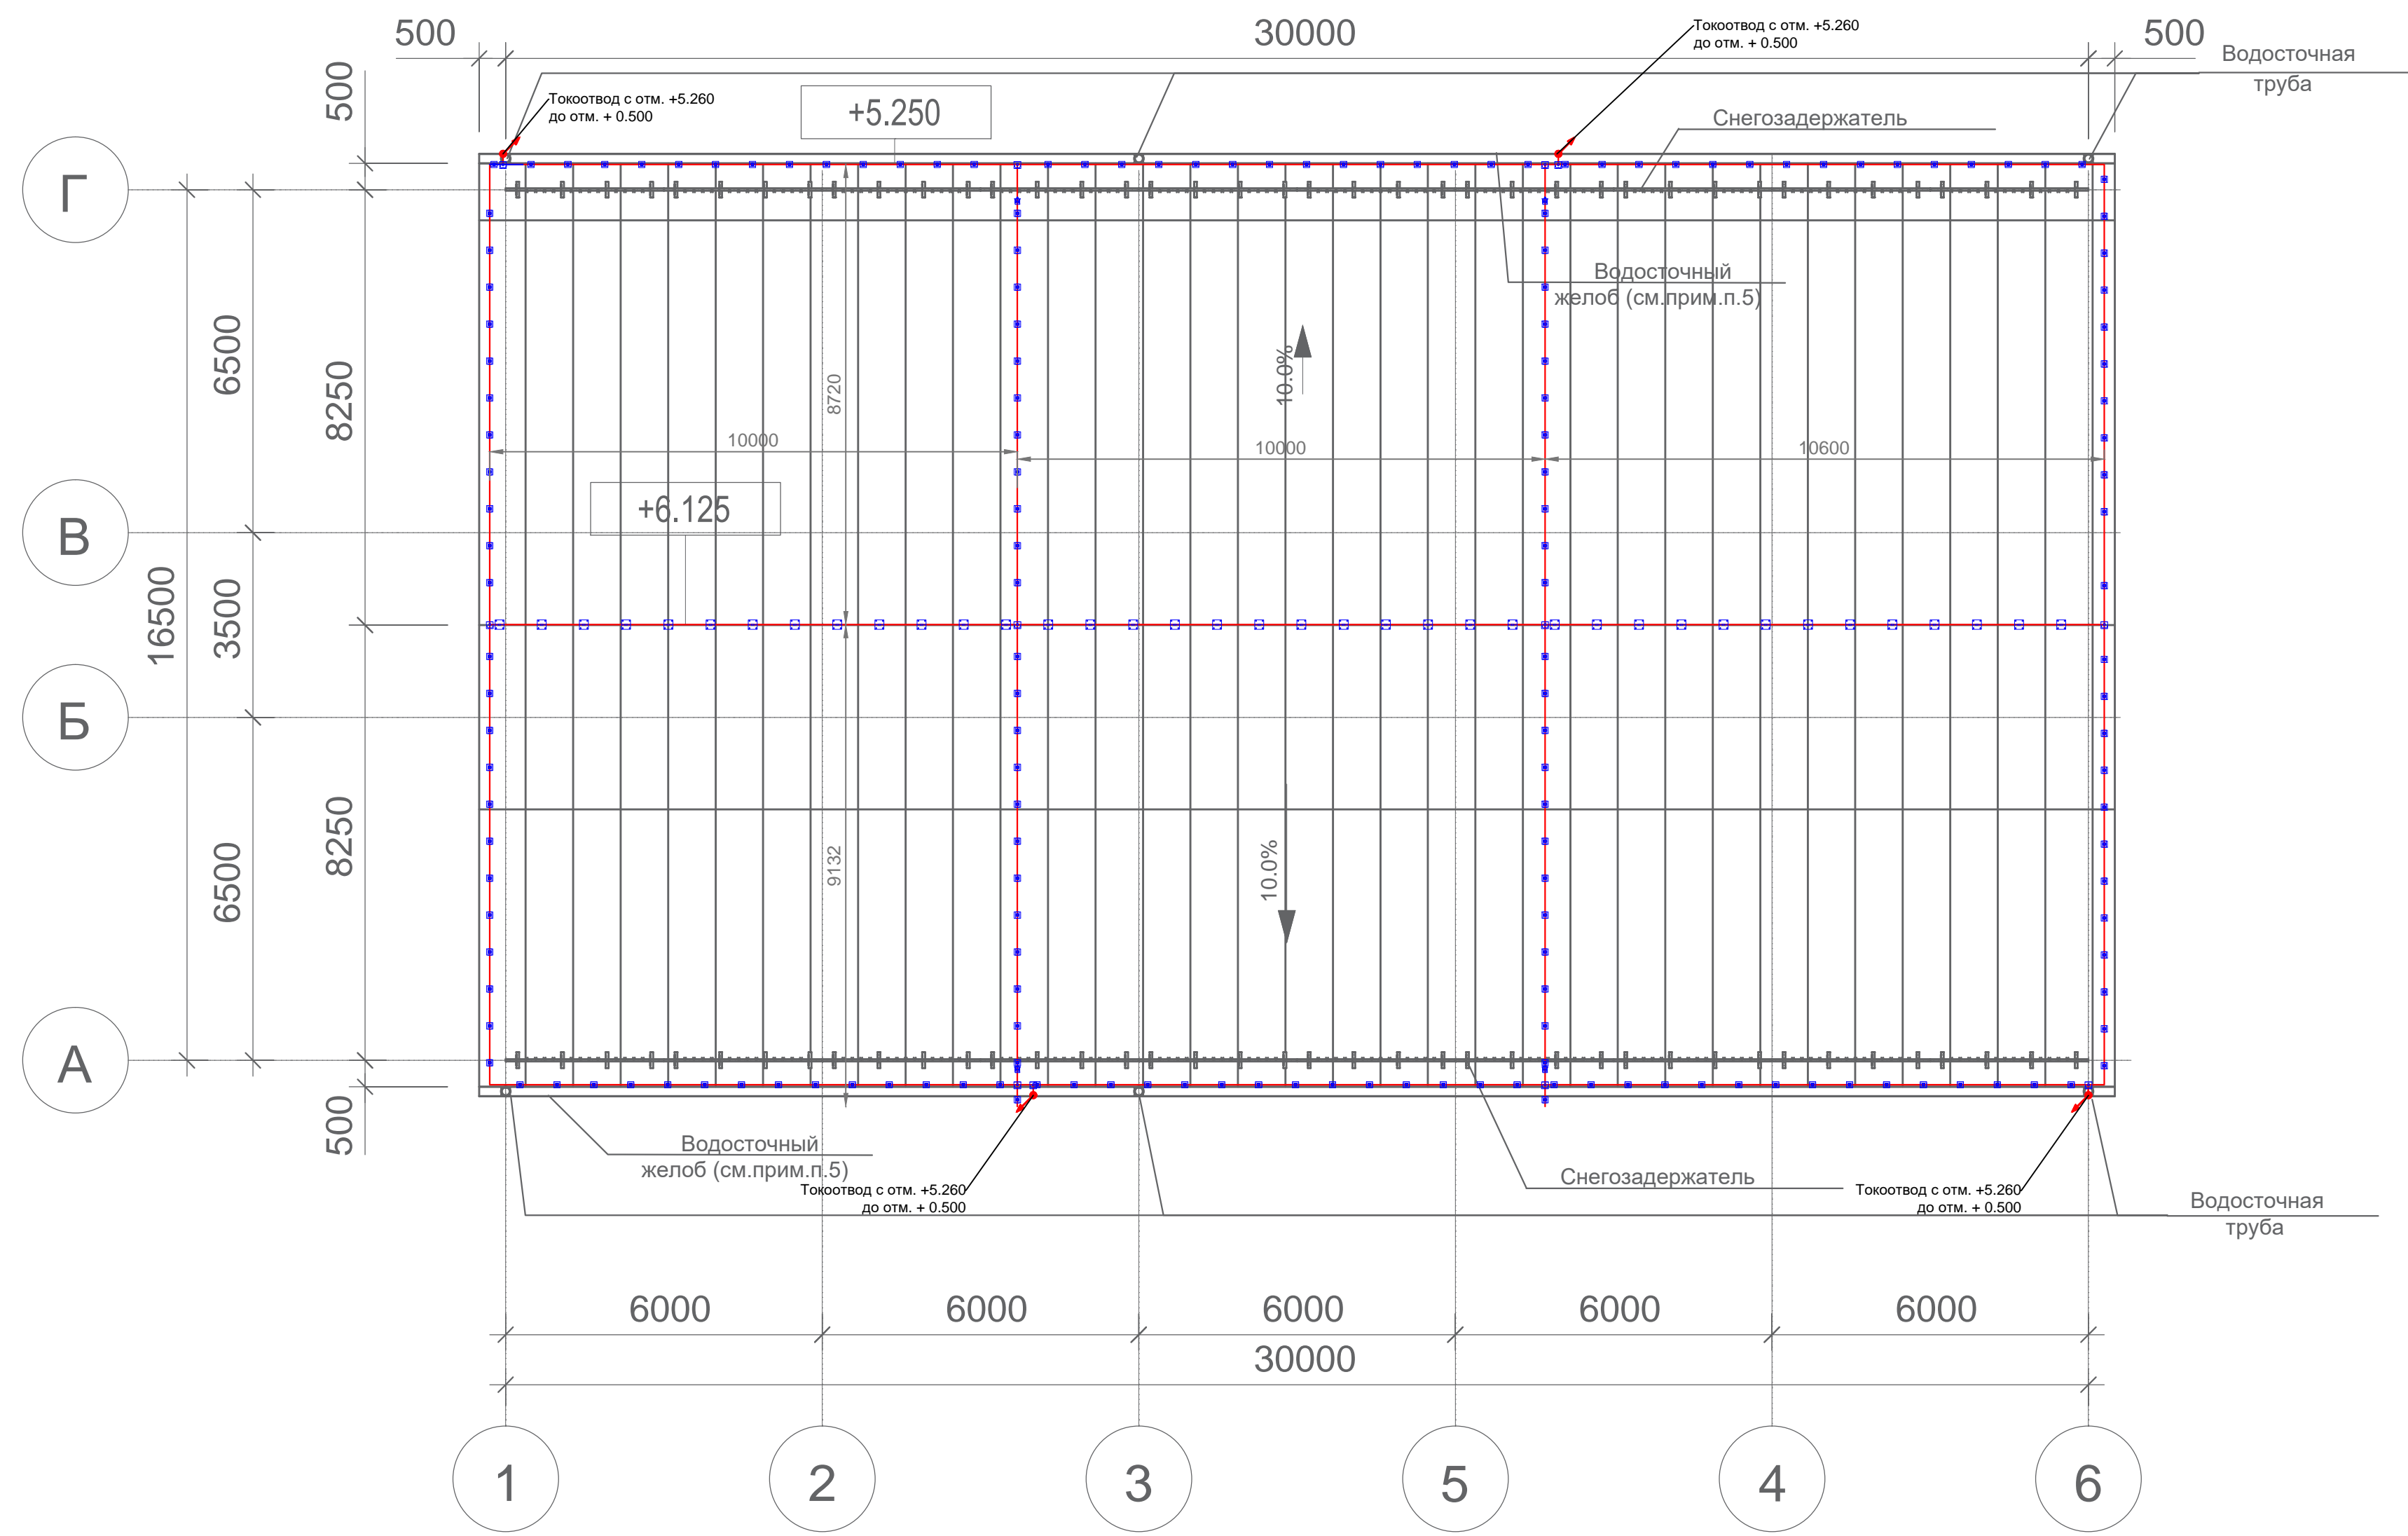 500
30000
500
Токоотвод с отм. +5.260
до отм. + 0.500
Водосточная
труба
500
Токоотвод с отм. +5.260
до отм. + 0.500
+5.250
Снегозадержатель
Г
Водосточный
желоб (см.прим.п.5)
6500
8250
8720
10.0%
10000
10000
10600
+6.125
В
16500
3500
Б
8250
6500
9132
10.0%
А
500
Водосточный
желоб (см.прим.п.5)
Токоотвод с отм. +5.260
до отм. + 0.500
Снегозадержатель
Токоотвод с отм. +5.260
до отм. + 0.500
Водосточная
труба
6000
6000
6000
6000
6000
30000
1
2
3
5
4
6